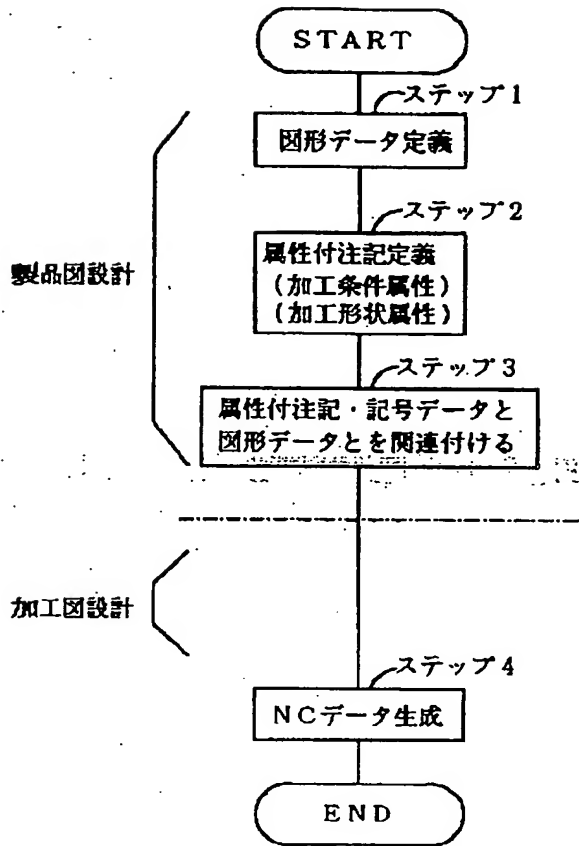 START
ステップ1
図形データ定義
ステップ2
属性付注記定義
(加工条件属性)
(加工形状属性)
製品図設計
ステップ3
属性付注記・記号データと
図形データとを関連付ける
加工図設計
ステップ4
NCデータ生成
END